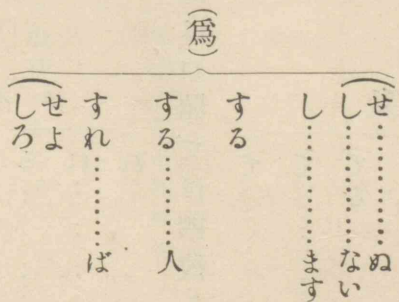 (爲)
せ………ぬ
し………ない
し………ます
する
する………人
すれ………ば
せよ
しろ